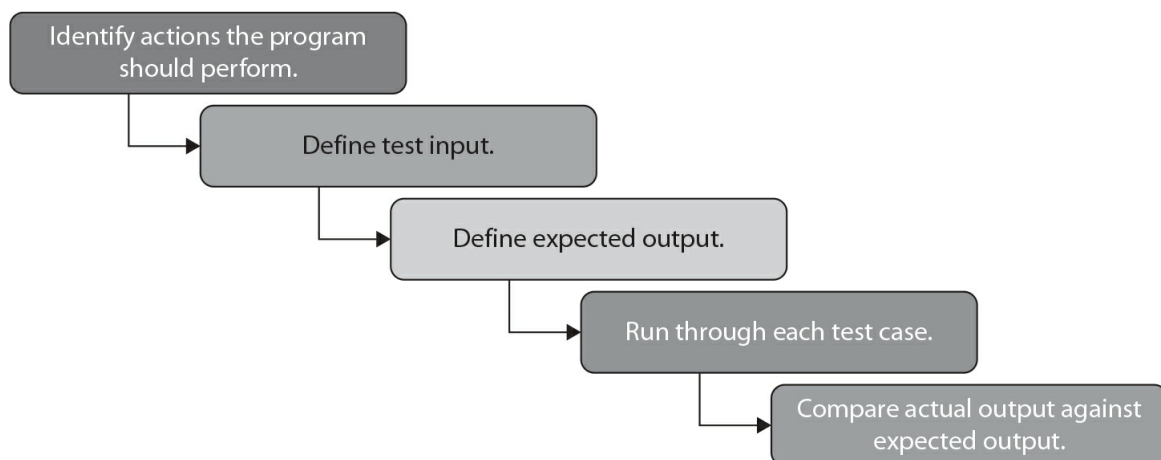 Identify actions the program
should perform.
Define test input.
Define expected output.
Run through each test case.
Compare actual output against
expected output.